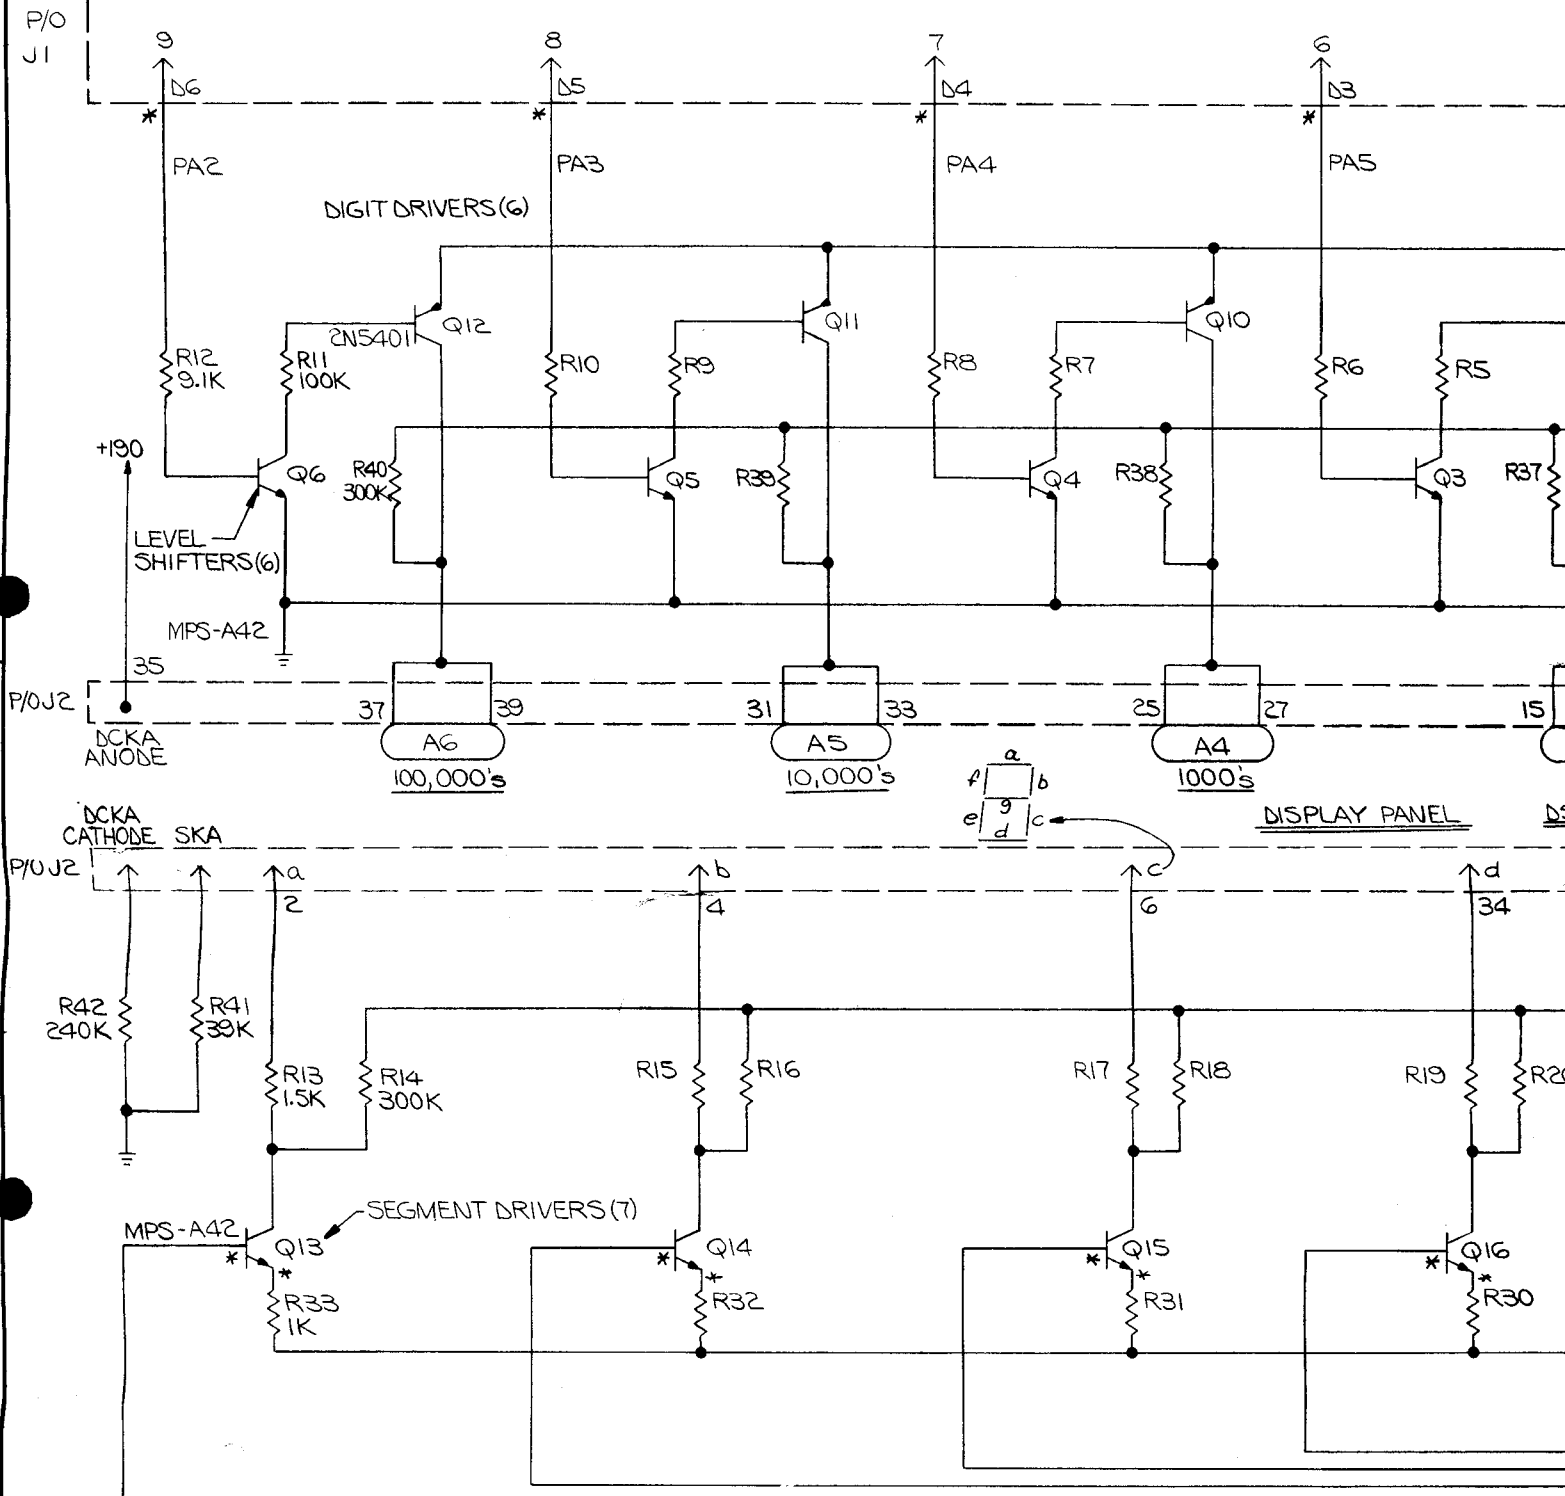 P/O
J1
9
8
7
6
D6
D5
D4
D3
*
*
*
*
PA2
PA3
PA4
PA5
DIGIT DRIVERS (6)
Q12
2N5401
Q11
Q10
R12
9.1K
R11
100K
R10
R9
R8
R7
R6
R5
+190
Q6
R40
300K
Q5
R39
Q4
R38
Q3
R37
LEVEL
SHIFTERS (6)
MPS-A42
35
P/O J2
37
39
31
33
25
27
15
DCKA
ANODE
A6
A5
A4
100,000's
10,000's
1000's
a
f
b
g
e
c
d
DISPLAY PANEL
DCKA
CATHODE SKA
P/O J2
a
b
c
d
2
4
6
34
R42
240K
R41
39K
R13
1.5K
R14
300K
R15
R16
R17
R18
R19
SEGMENT DRIVERS (7)
MPS-A42
* Q13
*
* Q14
*
* Q15
*
* Q16
*
R33
1K
R32
R31
R30